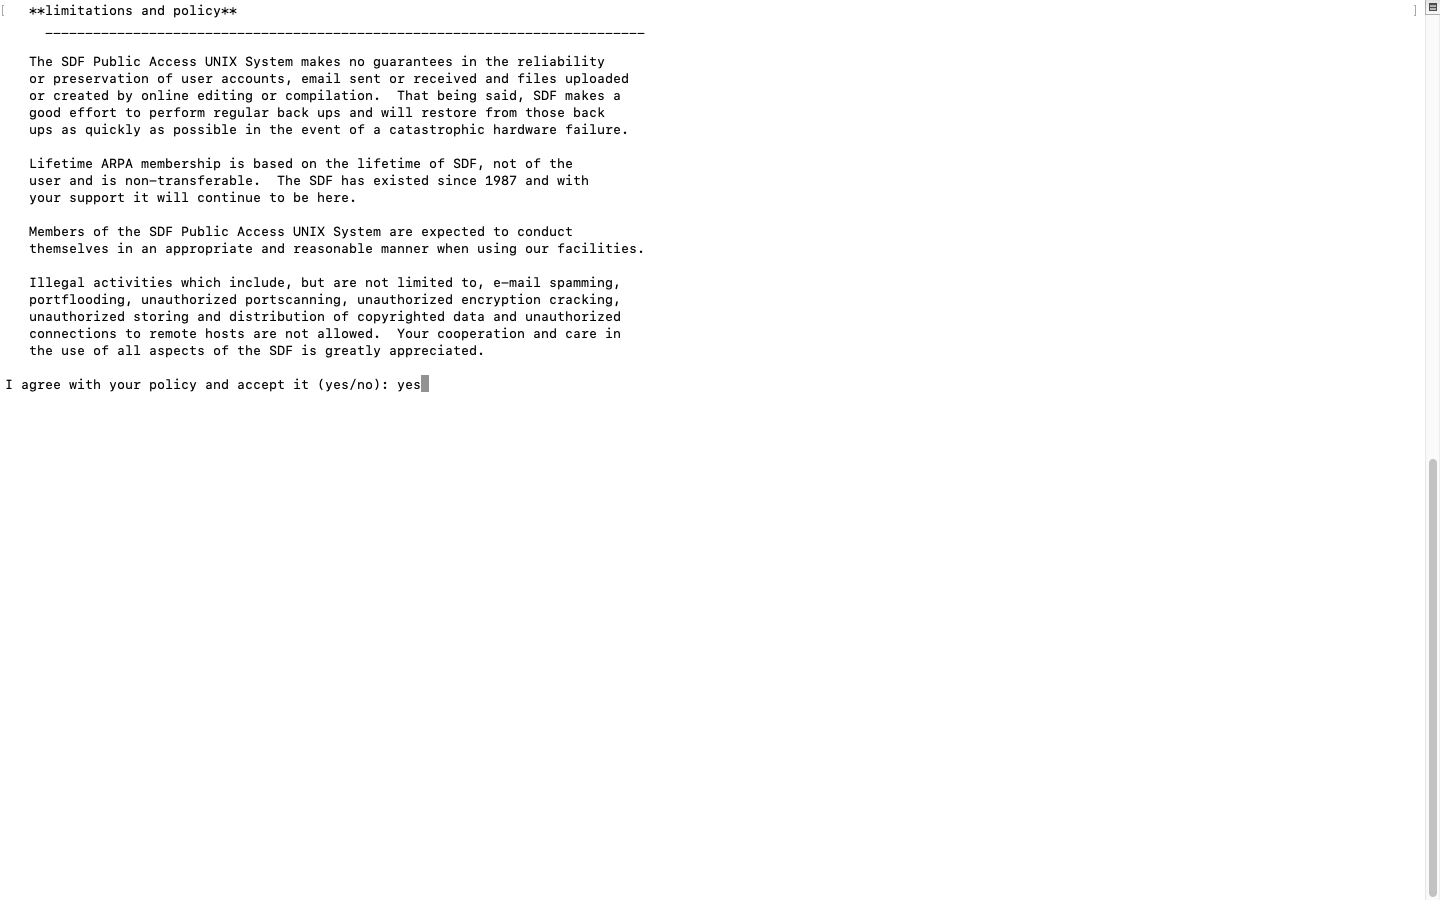 [ **limitations and policy** ]
___________________________________________________________________________
The SDF Public Access UNIX System makes no guarantees in the reliability
or preservation of user accounts, email sent or received and files uploaded
or created by online editing or compilation.  That being said, SDF makes a
good effort to perform regular back ups and will restore from those back
ups as quickly as possible in the event of a catastrophic hardware failure.
Lifetime ARPA membership is based on the lifetime of SDF, not of the
user and is non-transferable.  The SDF has existed since 1987 and with
your support it will continue to be here.
Members of the SDF Public Access UNIX System are expected to conduct
themselves in an appropriate and reasonable manner when using our facilities.
Illegal activities which include, but are not limited to, e-mail spamming,
portflooding, unauthorized portscanning, unauthorized encryption cracking,
unauthorized storing and distribution of copyrighted data and unauthorized
connections to remote hosts are not allowed.  Your cooperation and care in
the use of all aspects of the SDF is greatly appreciated.
I agree with your policy and accept it (yes/no): yes